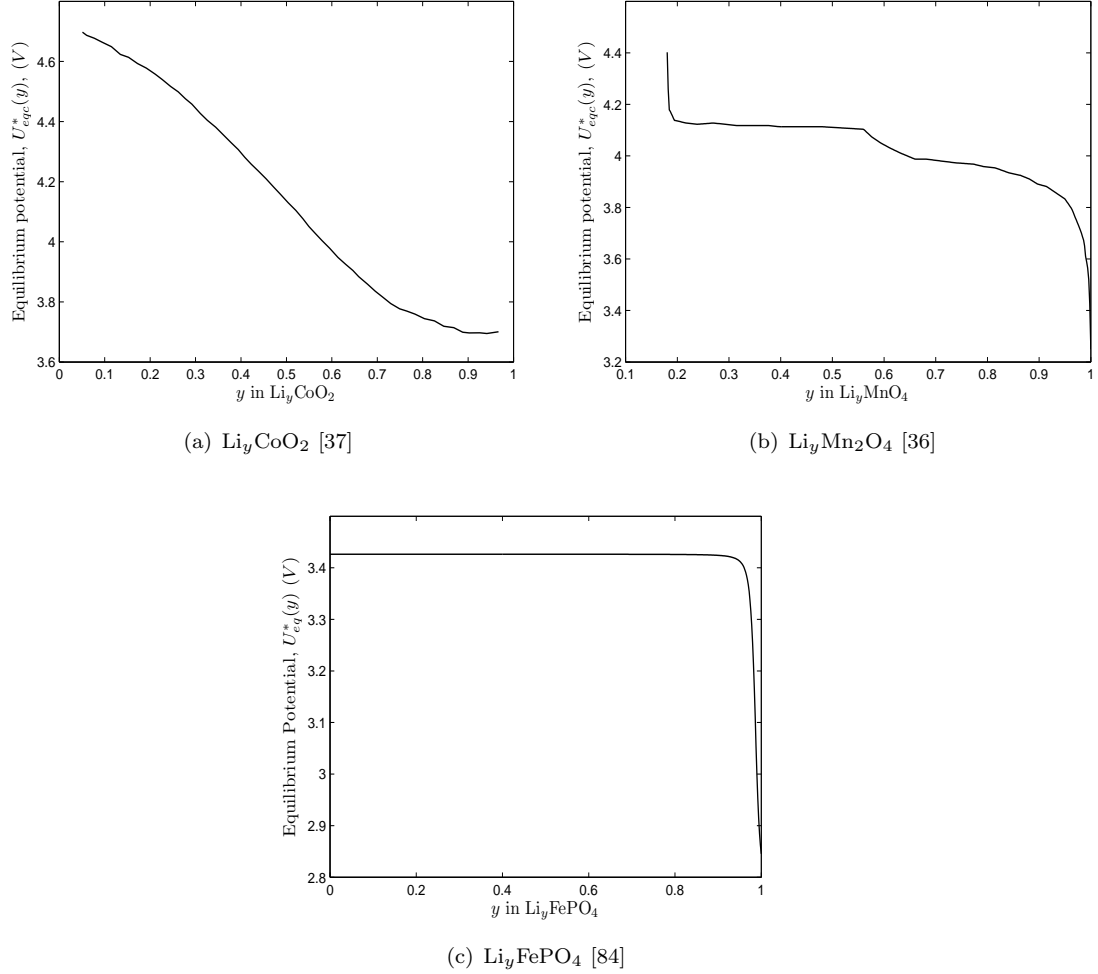 4.6
4.4
4.2
4
3.8
3.6
0 0.1 0.2 0.3 0.4 0.5 0.6 0.7 0.8 0.9 1
Equilibrium potential, U*eqc(y), (V)
y in LiyCoO2
(a) LiyCoO2 [37]
4.4
4.2
4
3.8
3.6
3.4
3.2
0.1 0.2 0.3 0.4 0.5 0.6 0.7 0.8 0.9 1
Equilibrium potential, U*eqc(y), (V)
y in LiyMnO4
(b) LiyMn2O4 [36]
3.4
3.3
3.2
3.1
3
2.9
2.8
0 0.2 0.4 0.6 0.8 1
Equilibrium Potential, U*eq(y) (V)
y in LiyFePO4
(c) LiyFePO4 [84]